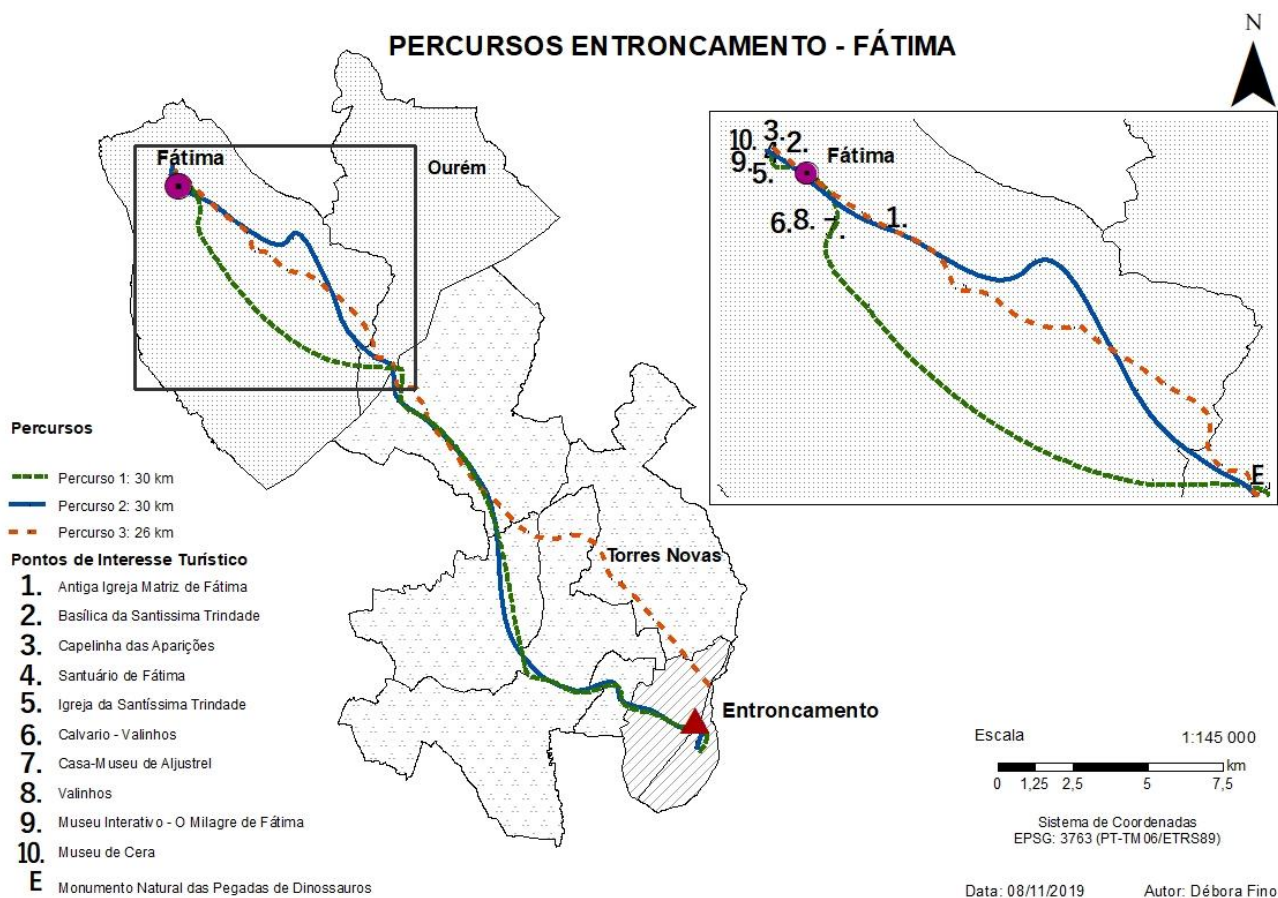 PERCURSOS ENTRONCAMENTO - FÁTIMA
N
Fátima
Ourém
Torres Novas
Entroncamento
3.
10. 2.
Fátima
9.
5.
1.
6. 8.
E
Percursos
Percurso 1: 30 km
Percurso 2: 30 km
Percurso 3: 26 km
Pontos de Interesse Turístico
1. Antiga Igreja Matriz de Fátima
2. Basílica da Santissima Trindade
3. Capelinha das Aparições
4. Santuário de Fátima
5. Igreja da Santíssima Trindade
6. Calvario - Valinhos
7. Casa-Museu de Aljustrel
8. Valinhos
9. Museu Interativo - O Milagre de Fátima
10. Museu de Cera
E Monumento Natural das Pegadas de Dinossauros
Escala 1:145 000
km
0 1,25 2,5 5 7,5
Sistema de Coordenadas
EPSG: 3763 (PT-TM06/ETRS89)
Data: 08/11/2019 Autor: Débora Fino